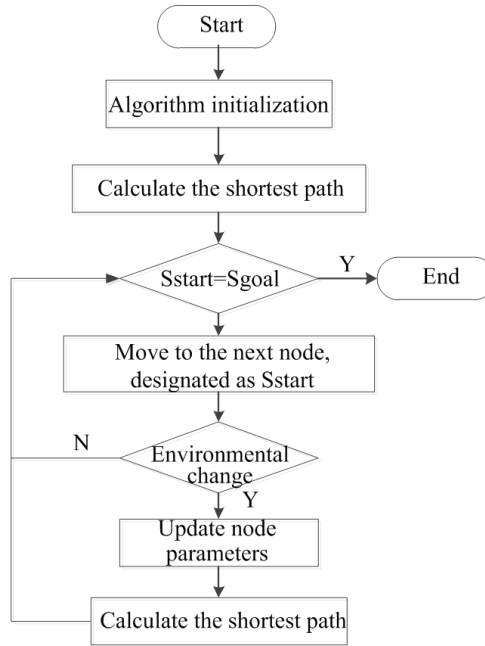 Start
Algorithm initialization
Calculate the shortest path
Sstart=Sgoal
Y
End
Move to the next node,
designated as Sstart
N
Environmental
change
Y
Update node
parameters
Calculate the shortest path